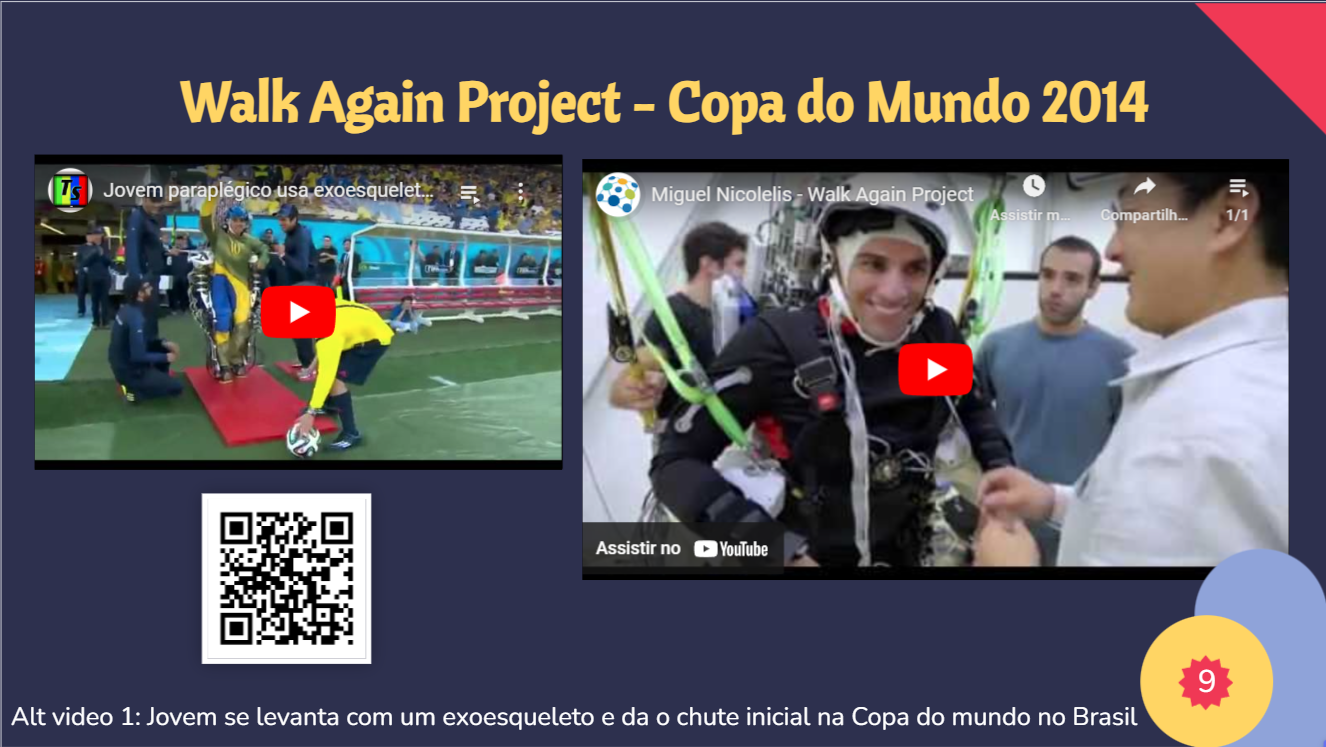 Walk Again Project – Copa do Mundo 2014
TS
Jovem paraplégico usa exoesquelet...
Miguel Nicolelis - Walk Again Project
Assistir m...
Compartilh...
1/1
Assistir no YouTube
9
Alt video 1: Jovem se levanta com um exoesqueleto e da o chute inicial na Copa do mundo no Brasil